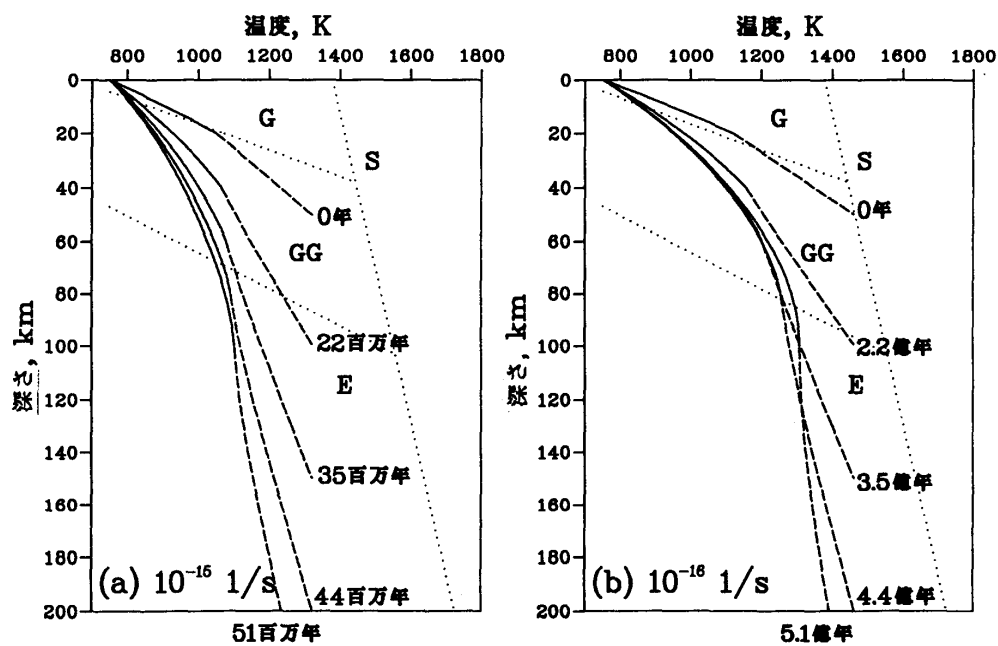 温度, K
800 1000 1200 1400 1600 1800
深さ, km
0
20
40
60
80
100
120
140
160
180
200
G
S
GG
E
0年
22百万年
35百万年
44百万年
51百万年
(a) 10⁻¹⁵ 1/s
温度, K
800 1000 1200 1400 1600 1800
深さ, km
0
20
40
60
80
100
120
140
160
180
200
G
S
GG
E
0年
2.2億年
3.5億年
4.4億年
5.1億年
(b) 10⁻¹⁶ 1/s